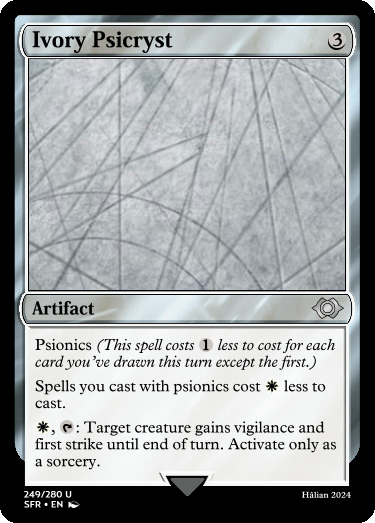 Ivory Psicryst 3
Artifact
Psionics (This spell costs 1 less to cost for each
card you've drawn this turn except the first.)
Spells you cast with psionics cost less to
cast.
, : Target creature gains vigilance and
first strike until end of turn. Activate only as
a sorcery.
249/280 U
SFR • EN
Hålian 2024